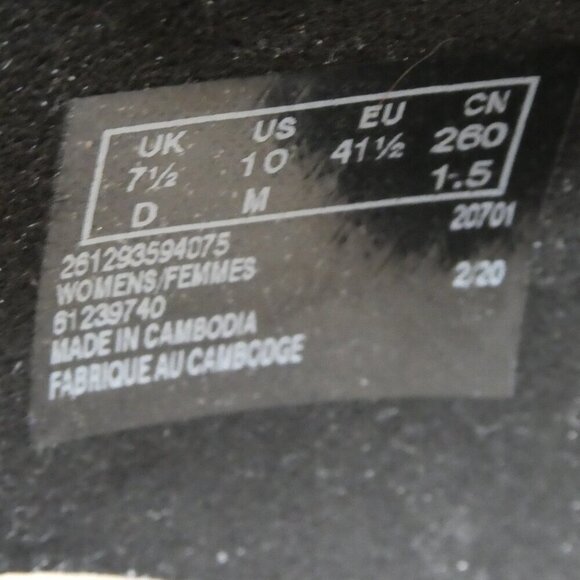 UK US EU CN
7½ 10 41½ 260
D M 1.5
261293594075 20701
WOMENS/FEMMES 2/20
61239740
MADE IN CAMBODIA
FABRIQUE AU CAMBODGE